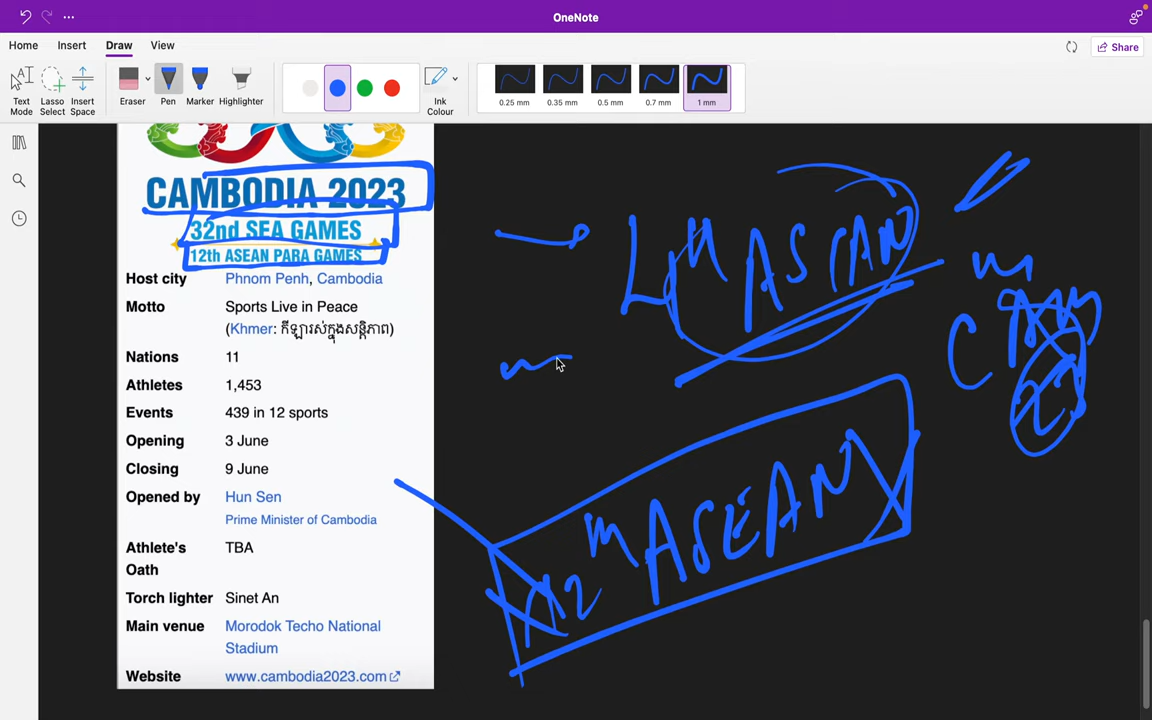 OneNote
Home Insert Draw View
Share
Text Mode
Lasso Select
Insert Space
Eraser
Pen
Marker
Highlighter
Ink Colour
0.25 mm
0.35 mm
0.5 mm
0.7 mm
1 mm
CAMBODIA 2023
32nd SEA GAMES
12th ASEAN PARA GAMES
Host city Phnom Penh, Cambodia
Motto Sports Live in Peace
(Khmer: កីឡារស់ក្នុងសន្តិភាព)
Nations 11
Athletes 1,453
Events 439 in 12 sports
Opening 3 June
Closing 9 June
Opened by Hun Sen
Prime Minister of Cambodia
Athlete's Oath TBA
Torch lighter Sinet An
Main venue Morodok Techo National
Stadium
Website www.cambodia2023.com
ASEAN
12 ASEAN